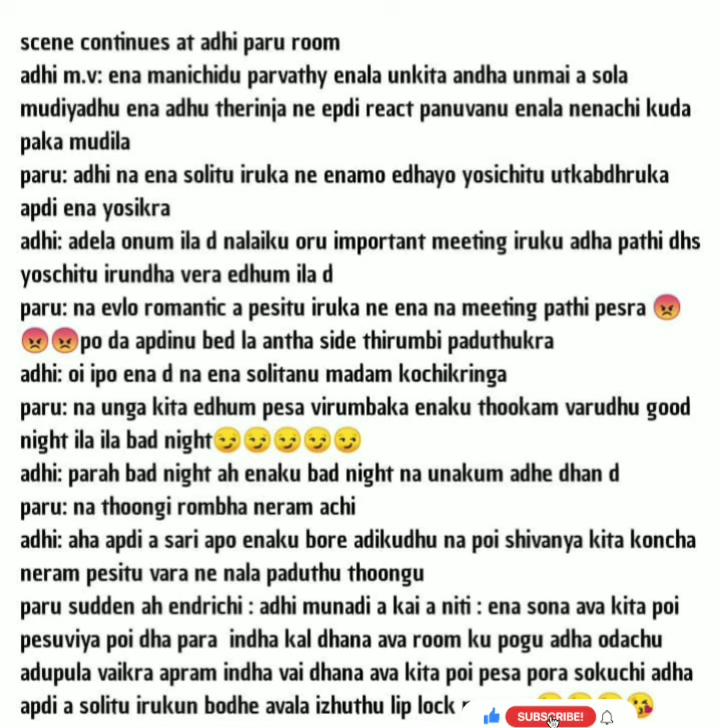 scene continues at adhi paru room
adhi m.v: ena manichidu parvathy enala unkita andha unmai a sola
mudiyadhu ena adhu therinja ne epdi react panuvanu enala nenachi kuda
paka mudila
paru: adhi na ena solitu iruka ne enamo edhayo yosichitu utkabdhruka
apdi ena yosikra
adhi: adela onum ila d nalaiku oru important meeting iruku adha pathi dhs
yoschitu irundha vera edhum ila d
paru: na evlo romantic a pesitu iruka ne ena na meeting pathi pesra 😡
😡😡po da apdinu bed la antha side thirumbi paduthukra
adhi: oi ipo ena d na ena solitanu madam kochikringa
paru: na unga kita edhum pesa virumbaka enaku thookam varudhu good
night ila ila bad night😏😏😏😏😏
adhi: parah bad night ah enaku bad night na unakum adhe dhan d
paru: na thoongi rombha neram achi
adhi: aha apdi a sari apo enaku bore adikudhu na poi shivanya kita koncha
neram pesitu vara ne nala paduthu thoongu
paru sudden ah endrichi : adhi munadi a kai a niti : ena sona ava kita poi
pesuviya poi dha para indha kal dhana ava room ku pogu adha odachu
adupula vaikra apram indha vai dhana ava kita poi pesa pora sokuchi adha
apdi a solitu irukun bodhe avala izhuthu lip lock
SUBSCRIBE!